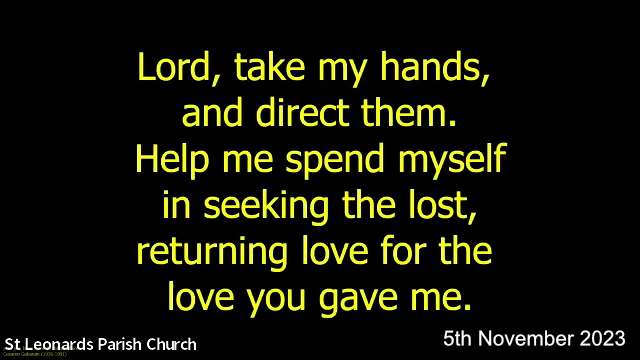 Lord, take my hands,
and direct them.
Help me spend myself
in seeking the lost,
returning love for the
love you gave me.
St Leonards Parish Church
5th November 2023